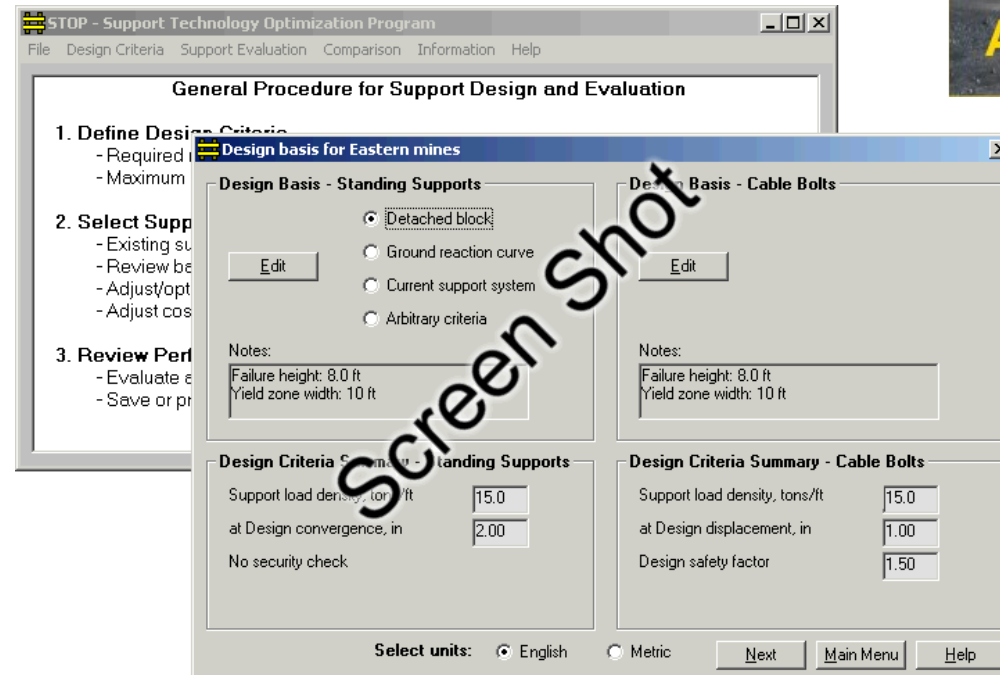 STOP - Support Technology Optimization Program
File Design Criteria Support Evaluation Comparison Information Help
General Procedure for Support Design and Evaluation
1. Define Design Criteria
- Required
- Maximum
2. Select Supp
- Existing su
- Review ba
- Adjust/opt
- Adjust cos
3. Review Perf
- Evaluate a
- Save or pr
Design basis for Eastern mines
Design Basis - Standing Supports
Detached block
Ground reaction curve
Current support system
Arbitrary criteria
Edit
Notes:
Failure height: 8.0 ft
Yield zone width: 10 ft
Design Basis - Cable Bolts
Edit
Notes:
Failure height: 8.0 ft
Yield zone width: 10 ft
Design Criteria Summary - Standing Supports
Support load density, tons/ft 15.0
at Design convergence, in 2.00
No security check
Design Criteria Summary - Cable Bolts
Support load density, tons/ft 15.0
at Design displacement, in 1.00
Design safety factor 1.50
Select units: English Metric Next Main Menu Help
Screen Shot
A